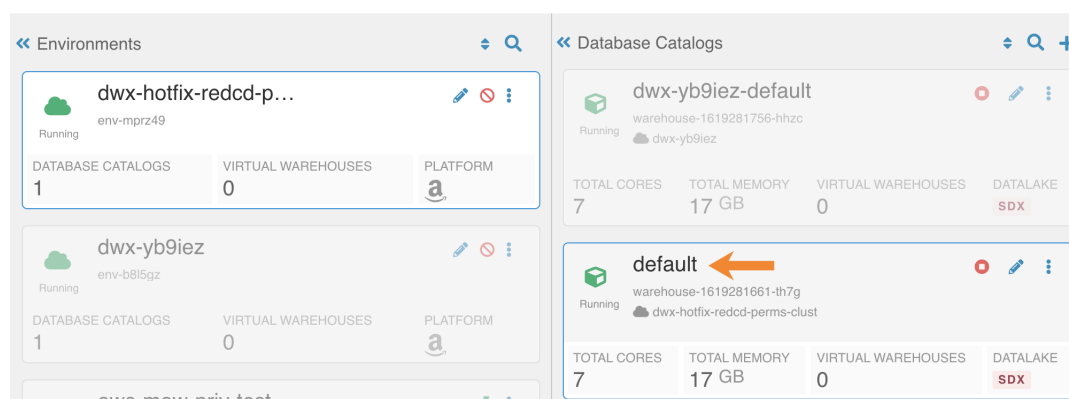 Environments
dwx-hotfix-redcd-p...
env-mprz49
Running
DATABASE CATALOGS
VIRTUAL WAREHOUSES
PLATFORM
1
0
dwx-yb9iez
env-b8l5gz
Running
DATABASE CATALOGS
VIRTUAL WAREHOUSES
PLATFORM
1
0
Database Catalogs
dwx-yb9iez-default
warehouse-1619281756-hhzc
Running
dwx-yb9iez
TOTAL CORES
TOTAL MEMORY
VIRTUAL WAREHOUSES
DATALAKE
7
17 GB
0
SDX
default
warehouse-1619281661-th7g
Running
dwx-hotfix-redcd-perms-clust
TOTAL CORES
TOTAL MEMORY
VIRTUAL WAREHOUSES
DATALAKE
7
17 GB
0
SDX